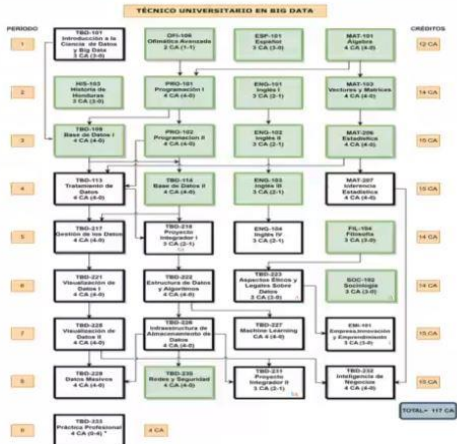 TÉCNICO UNIVERSITARIO EN BIG DATA
PERÍODO
CRÉDITOS
1
TBD-101
Introducción a la
Ciencia de Datos
y Big Data
3 CA (3-0)
Ofimática Avanzada
2 CA (1-1)
ESP-101
Español
3 CA (3-0)
MAT-101
Álgebra
4 CA (4-0)
12 CA
2
HIS-103
Historia de
Honduras
3 CA (3-0)
PRO-101
Programación I
4 CA (4-0)
ENG-101
Inglés I
3 CA (2-1)
MAT-103
Vectores y Matrices
4 CA (4-0)
14 CA
3
TBD-109
Base de Datos I
4 CA (4-0)
PRO-102
Programacion II
4 CA (4-0)
ENG-102
Inglés II
3 CA (2-1)
MAT-206
Estadística
4 CA (4-0)
15 CA
4
TBD-113
Tratamiento de
Datos
4 CA (4-0)
TBD-114
Base de Datos II
4 CA (4-0)
ENG-103
Inglés III
3 CA (2-1)
MAT-207
Inferencia
Estadística
4 CA (4-0)
15 CA
5
TBD-217
Gestión de los Datos
4 CA (4-0)
TBD-218
Proyecto
Integrador I
3 CA (2-1)
ENG-104
Inglés IV
3 CA (2-1)
FIL-104
Filosofía
3 CA (3-0)
14 CA
6
TBD-221
Visualización de
Datos I
4 CA (4-0)
TBD-222
Estructura de Datos
y Algoritmos
4 CA (4-0)
TBD-223
Aspectos Éticos y
Legales Sobre
Datos
3 CA (3-0)
SOC-102
Sociología
3 CA (3-0)
14 CA
7
Visualización de
Datos II
4 CA (4-0)
TBD-226
Infraestructura de
Almacenamiento de
Datos
4 CA (4-0)
TBD-227
Machine Learning
CA 4 (4-0)
EMI-101
Empresa,Innovación
y Emprendimiento
3 CA (3-0)
15 CA
8
TBD-229
Datos Masivos
4 CA (4-0)
TBD-230
Redes y Seguridad
4 CA (4-0)
TBD-231
Proyecto
Integrador II
3 CA (2-1)
TBD-232
Inteligencia de
Negocios
4 CA (4-0)
15 CA
TOTAL= 117 CA
9
TBD-233
Práctica Profesional
4 CA (0-4) *
4 CA